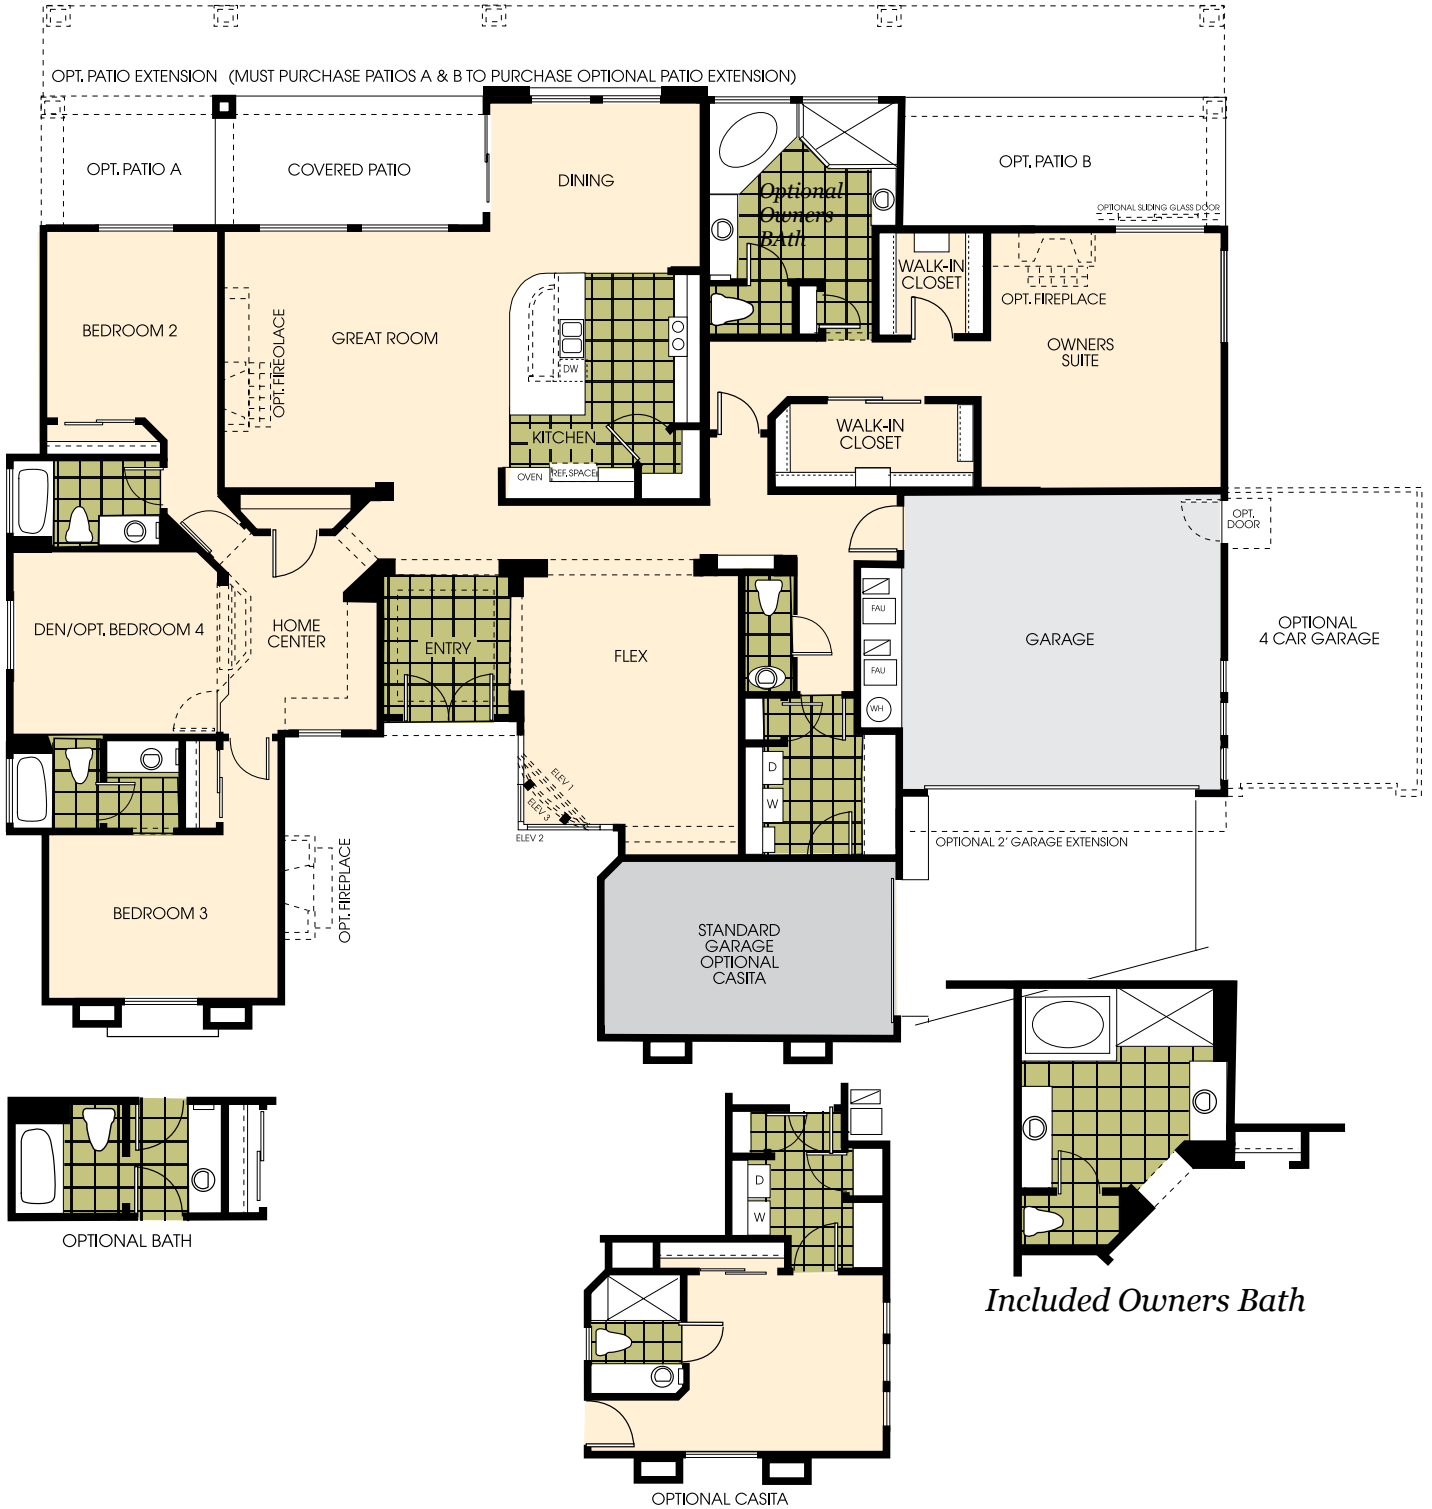 OPT. PATIO EXTENSION (MUST PURCHASE PATIOS A & B TO PURCHASE OPTIONAL PATIO EXTENSION)
OPT. PATIO A
COVERED PATIO
DINING
Optional
Owners
BAth
OPT. PATIO B
OPTIONAL SLIDING GLASS DOOR
WALK-IN
CLOSET
OPT. FIREPLACE
OWNERS
SUITE
BEDROOM 2
OPT. FIREOLACE
GREAT ROOM
DW
KITCHEN
OVEN
REF. SPACE
WALK-IN
CLOSET
OPT.
DOOR
DEN/OPT. BEDROOM 4
HOME
CENTER
ENTRY
FLEX
FAU
FAU
WH
GARAGE
OPTIONAL
4 CAR GARAGE
D
W
ELEV 1
ELEV 3
ELEV 2
OPTIONAL 2' GARAGE EXTENSION
OPT. FIREPLACE
BEDROOM 3
STANDARD
GARAGE
OPTIONAL
CASITA
OPTIONAL BATH
D
W
Included Owners Bath
OPTIONAL CASITA